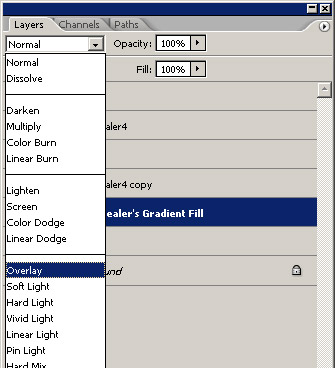 Layers Channels Paths
Normal Opacity: 100%
Normal Fill: 100%
Dissolve
Darken
Multiply aler4
Color Burn
Linear Burn
Lighten aler4 copy
Screen
Color Dodge ealer's Gradient Fill
Linear Dodge
Overlay und
Soft Light
Hard Light
Vivid Light
Linear Light
Pin Light
Hard Mix